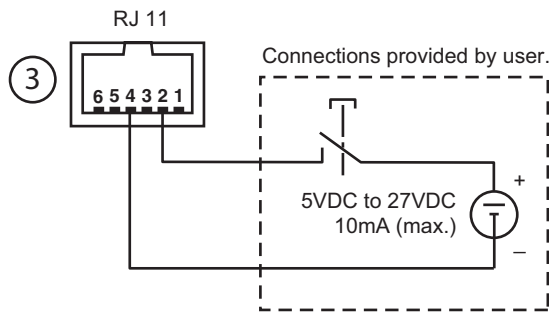 RJ 11
3
Connections provided by user.
6 5 4 3 2 1
5VDC to 27VDC
10mA (max.)
+
–